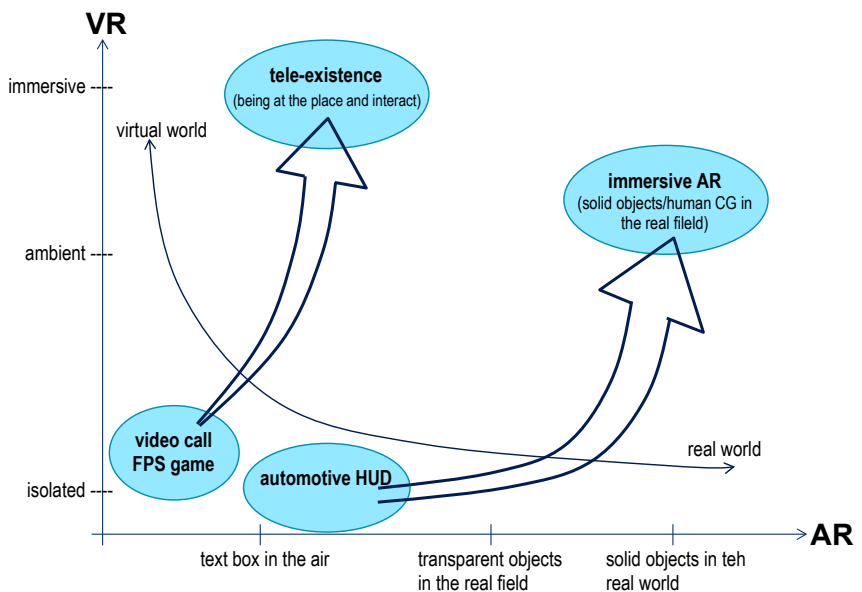 VR
immersive
tele-existence
(being at the place and interact)
virtual world
immersive AR
(solid objects/human CG in
the real fileld)
ambient
video call
FPS game
real world
automotive HUD
isolated
AR
text box in the air
transparent objects
in the real field
solid objects in teh
real world